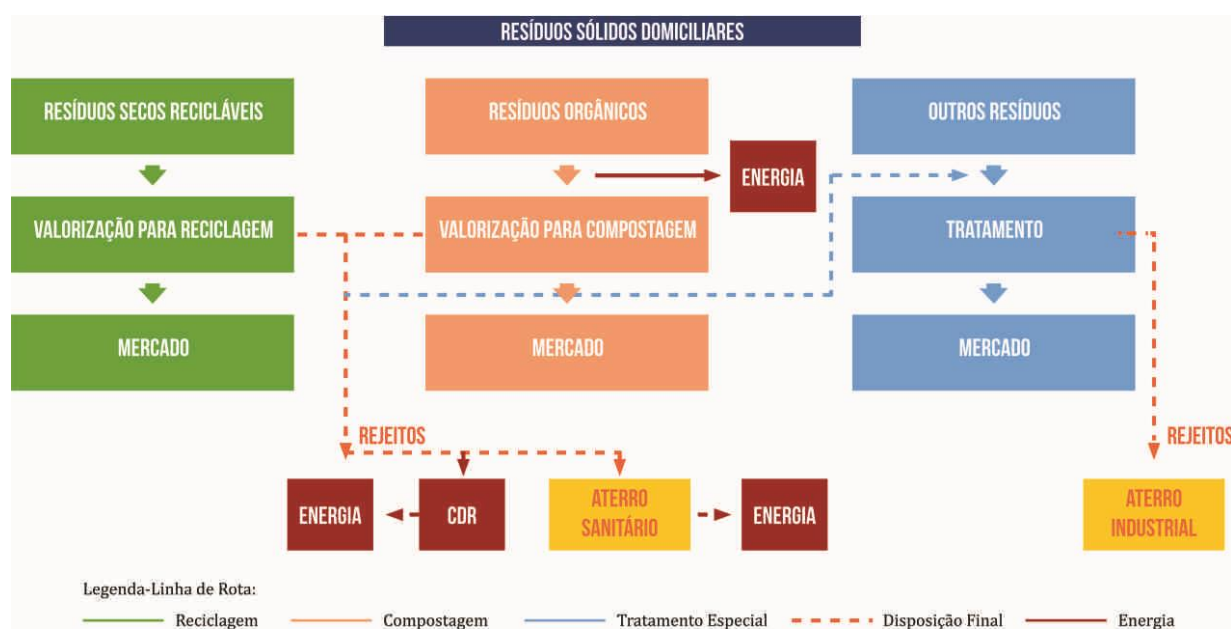 RESÍDUOS SÓLIDOS DOMICILIARES
RESÍDUOS SECOS RECICLÁVEIS
RESÍDUOS ORGÂNICOS
OUTROS RESÍDUOS
ENERGIA
VALORIZAÇÃO PARA RECICLAGEM
VALORIZAÇÃO PARA COMPOSTAGEM
TRATAMENTO
MERCADO
MERCADO
MERCADO
REJEITOS
REJEITOS
ENERGIA
CDR
ATERRO
SANITÁRIO
ENERGIA
ATERRO
INDUSTRIAL
Legenda-Linha de Rota:
Reciclagem
Compostagem
Tratamento Especial
Disposição Final
Energia